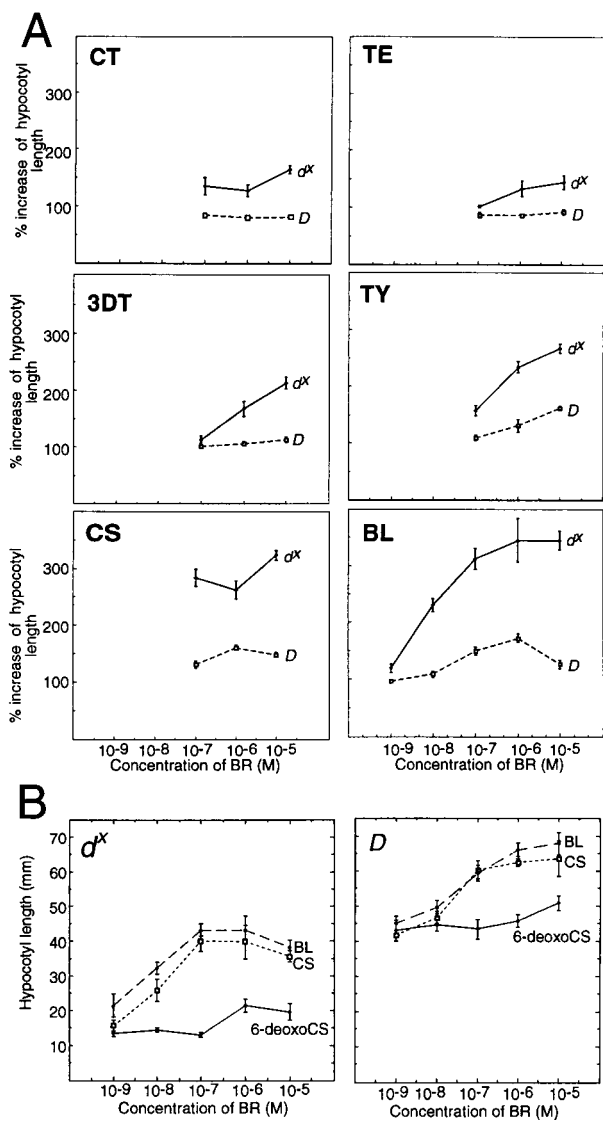 A
CT
TE
% increase of hypocotyl
length
300
200
100
d^x
D
d^x
D
3DT
TY
% increase of hypocotyl
length
300
200
100
d^x
D
d^x
D
CS
BL
% increase of hypocotyl
length
300
200
100
d^x
D
d^x
D
10-9 10-8 10-7 10-6 10-5
Concentration of BR (M)
10-9 10-8 10-7 10-6 10-5
Concentration of BR (M)
B
d^x
D
Hypocotyl length (mm)
70
60
50
40
30
20
10
BL
CS
6-deoxoCS
BL
CS
6-deoxoCS
10-9 10-8 10-7 10-6 10-5
Concentration of BR (M)
10-9 10-8 10-7 10-6 10-5
Concentration of BR (M)